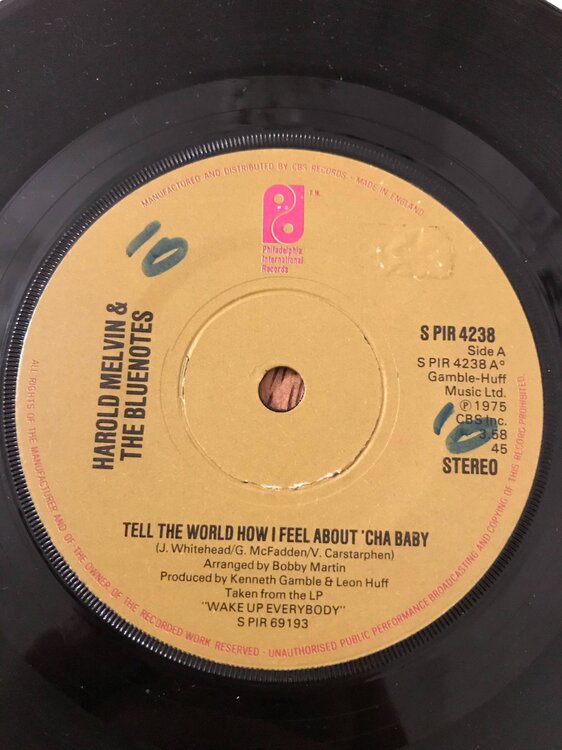 MANUFACTURED AND DISTRIBUTED BY CBS RECORDS - MADE IN ENGLAND
T.M.
Philadelphia
International
Records
10
HAROLD MELVIN &
THE BLUENOTES
S PIR 4238
Side A
S PIR 4238 A°
Gamble-Huff
Music Ltd.
℗ 1975
CBS Inc.
3.58
45
STEREO
10
TELL THE WORLD HOW I FEEL ABOUT 'CHA BABY
(J. Whitehead/G. McFadden/V. Carstarphen)
Arranged by Bobby Martin
Produced by Kenneth Gamble & Leon Huff
Taken from the LP
"WAKE UP EVERYBODY"
S PIR 69193
ALL RIGHTS OF THE MANUFACTURER AND OF THE OWNER OF THE RECORDED WORK RESERVED - UNAUTHORISED PUBLIC PERFORMANCE BROADCASTING AND COPYING OF THIS RECORD PROHIBITED.